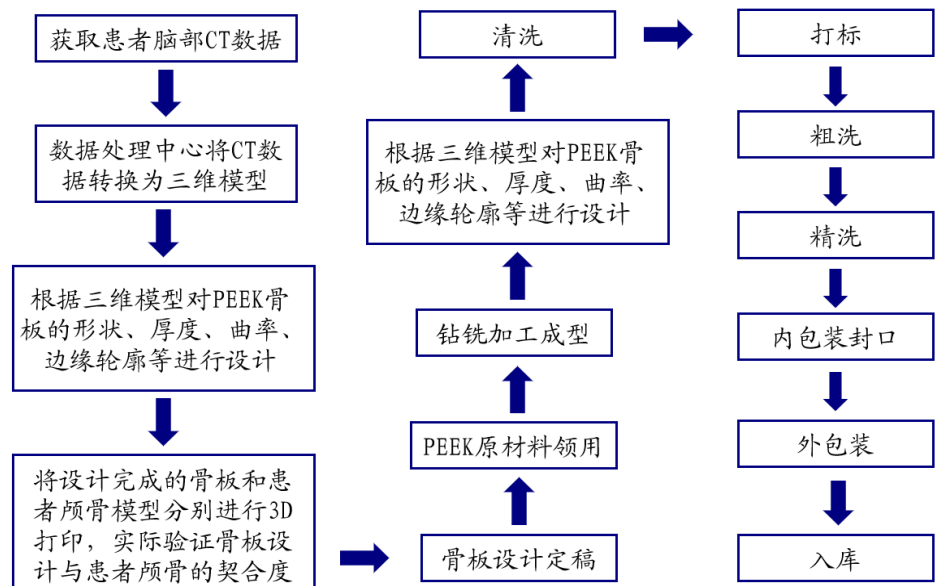 获取患者脑部CT数据
数据处理中心将CT数
据转换为三维模型
根据三维模型对PEEK骨
板的形状、厚度、曲率、
边缘轮廓等进行设计
将设计完成的骨板和患
者颅骨模型分别进行3D
打印，实际验证骨板设
计与患者颅骨的契合度
骨板设计定稿
PEEK原材料领用
钻铣加工成型
根据三维模型对PEEK骨
板的形状、厚度、曲率、
边缘轮廓等进行设计
清洗
打标
粗洗
精洗
内包装封口
外包装
入库